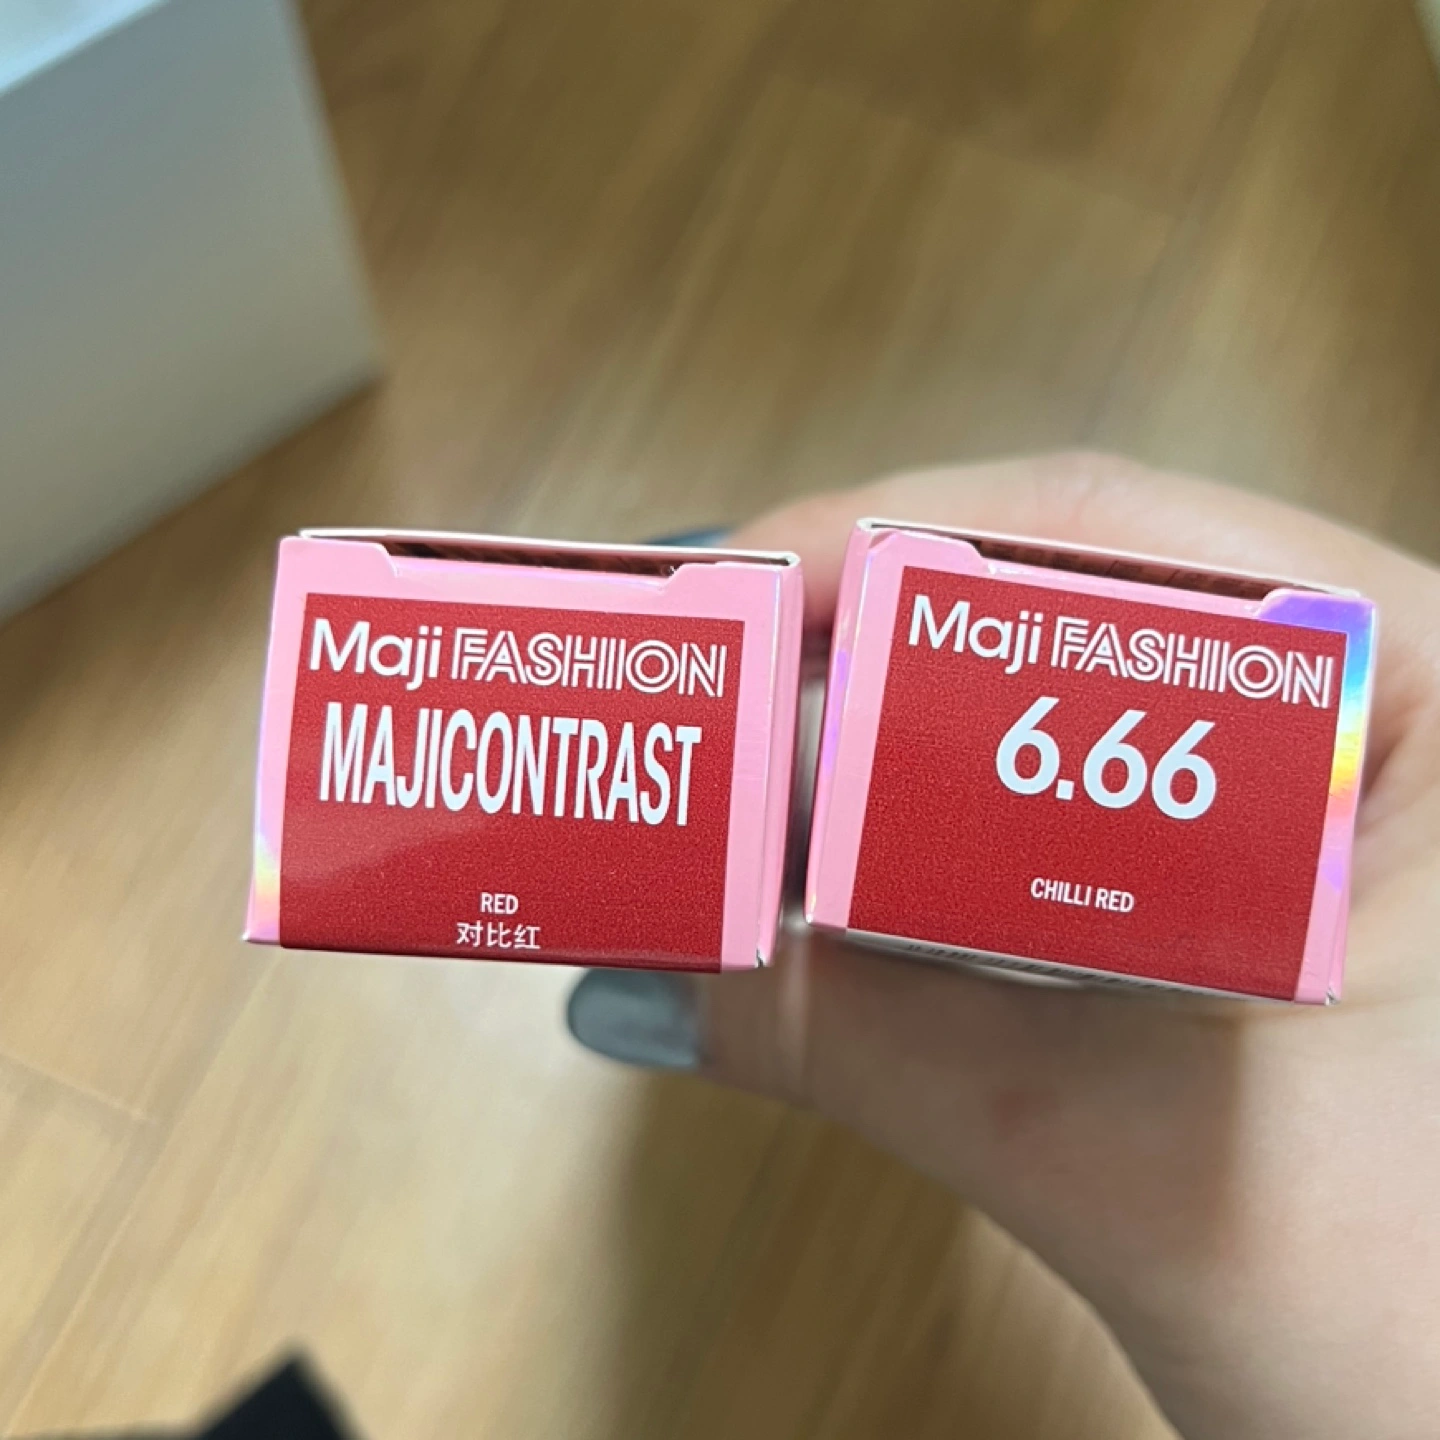 Maji FASHION
MAJICONTRAST
RED
对比红
Maji FASHION
6.66
CHILLI RED